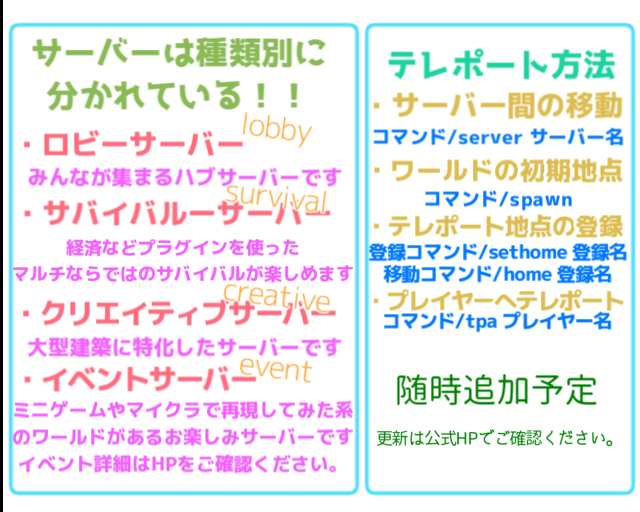 サーバーは種類別に
分かれている！！
・ロビーサーバー
lobby
みんなが集まるハブサーバーです
・サバイバルーサーバー
survival
経済などプラグインを使った
マルチならではのサバイバルが楽しめます
・クリエイティブサーバー
creative
大型建築に特化したサーバーです
・イベントサーバー
event
ミニゲームやマイクラで再現してみた系
のワールドがあるお楽しみサーバーです
イベント詳細はHPをご確認ください。
テレポート方法
・サーバー間の移動
コマンド/server サーバー名
・ワールドの初期地点
コマンド/spawn
・テレポート地点の登録
登録コマンド/sethome 登録名
移動コマンド/home 登録名
・プレイヤーへテレポート
コマンド/tpa プレイヤー名
随時追加予定
更新は公式HPでご確認ください。